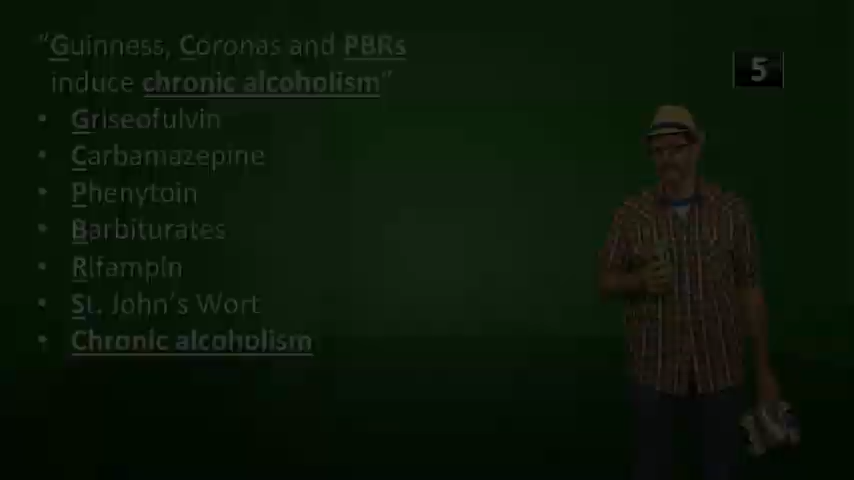 "Guinness, Coronas and PBRs
induce chronic alcoholism"
5
• Griseofulvin
• Carbamazepine
• Phenytoin
• Barbiturates
• Rifampin
• St. John's Wort
• Chronic alcoholism